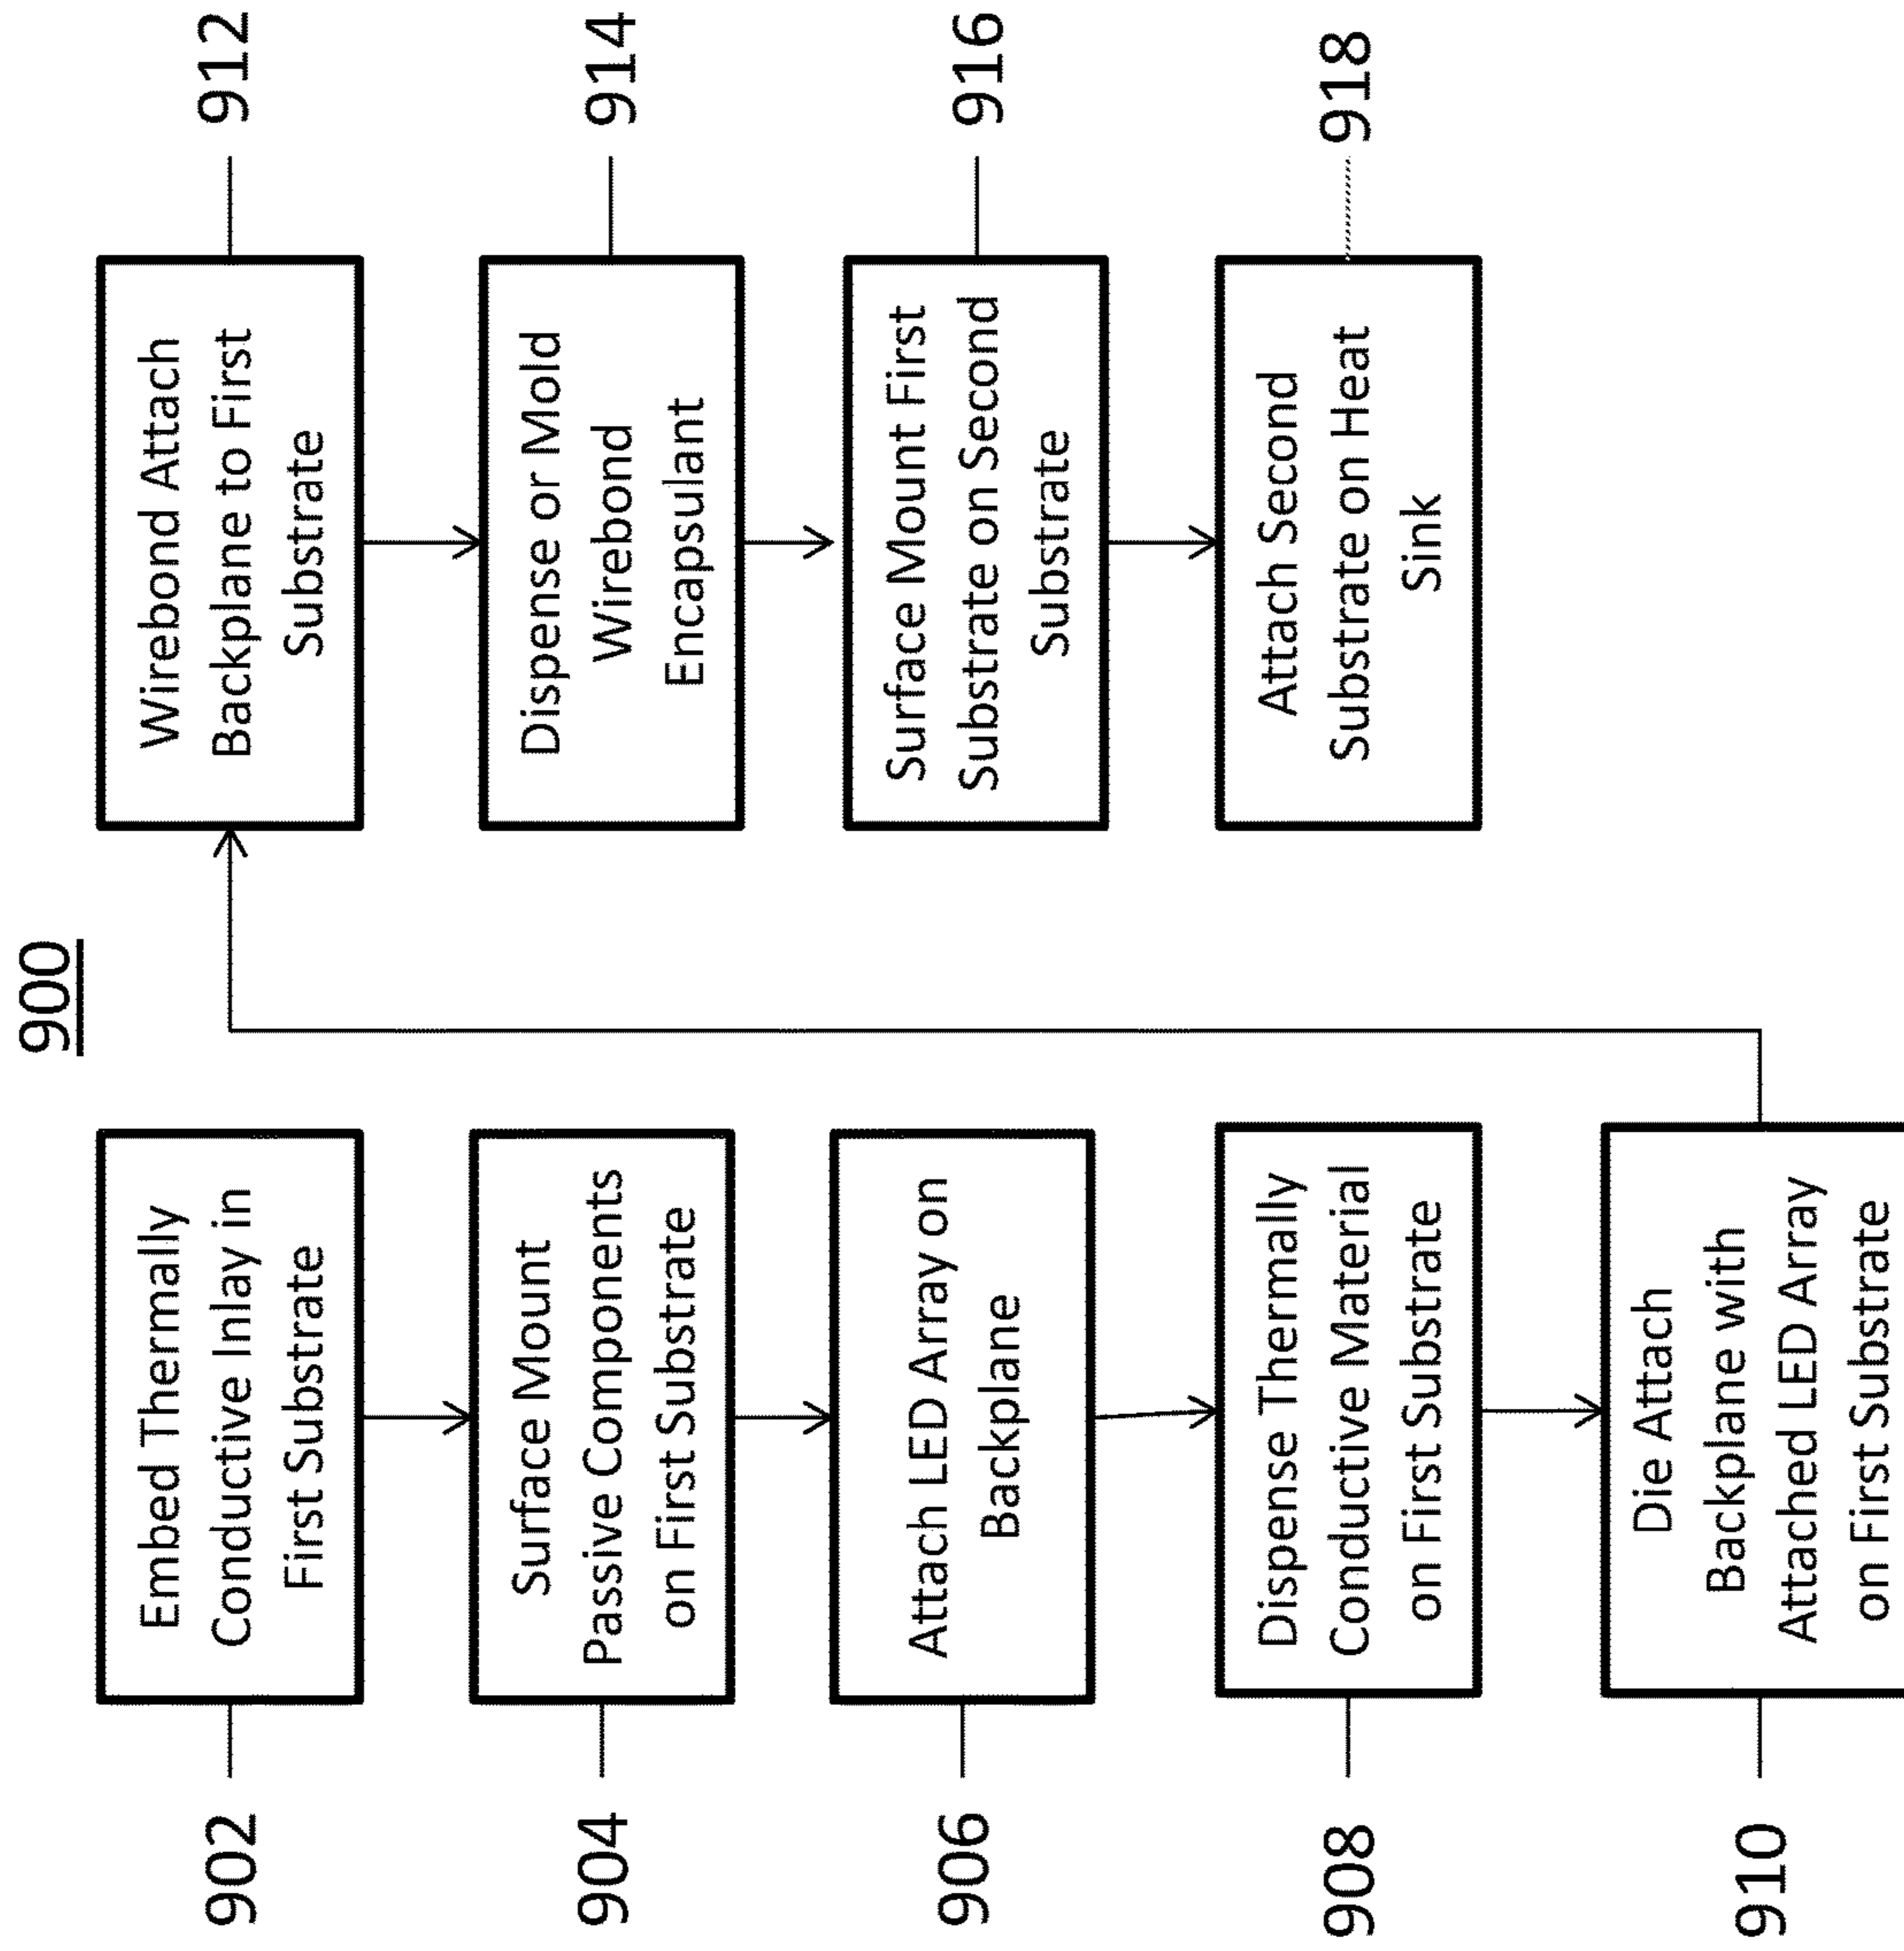 900
902
Embed Thermally
Conductive Inlay in
First Substrate
904
Surface Mount
Passive Components
on First Substrate
906
Attach LED Array on
Backplane
908
Dispense Thermally
Conductive Material
on First Substrate
910
Die Attach
Backplane with
Attached LED Array
on First Substrate
Wirebond Attach
Backplane to First
Substrate
912
Dispense or Mold
Wirebond
Encapsulant
914
Surface Mount First
Substrate on Second
Substrate
916
Attach Second
Substrate on Heat
Sink
918